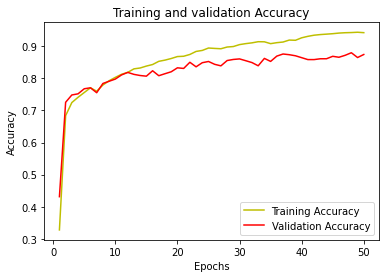 Training and validation Accuracy
Accuracy
0.9
0.8
0.7
0.6
0.5
0.4
0.3
0
10
20
30
40
50
Epochs
Training Accuracy
Validation Accuracy